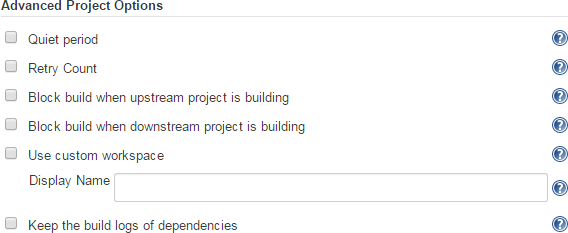 Advanced Project Options
Quiet period
Retry Count
Block build when upstream project is building
Block build when downstream project is building
Use custom workspace
Display Name
Keep the build logs of dependencies